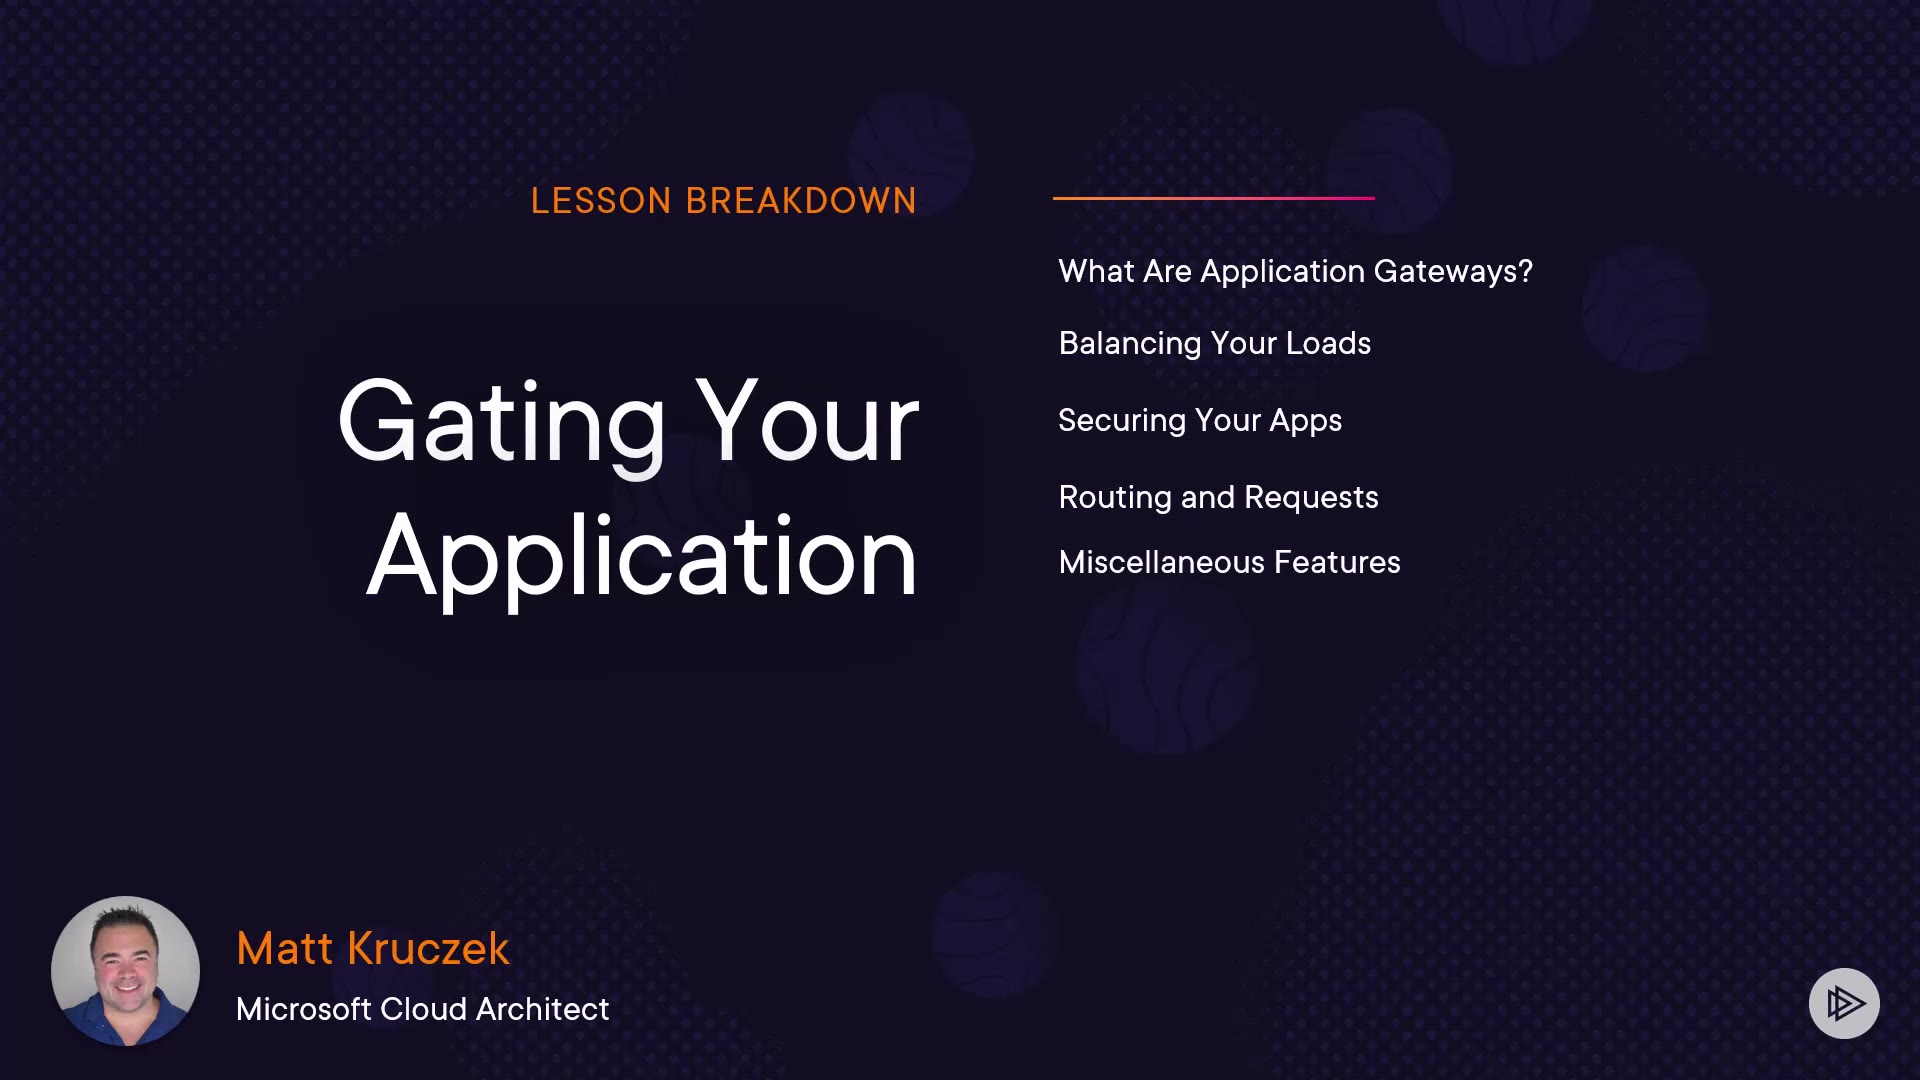 LESSON BREAKDOWN
Gating Your
Application
What Are Application Gateways?
Balancing Your Loads
Securing Your Apps
Routing and Requests
Miscellaneous Features
Matt Kruczek
Microsoft Cloud Architect